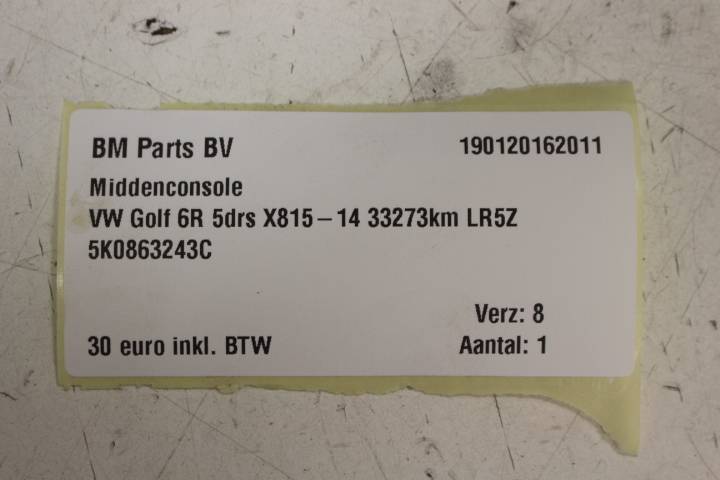 BM Parts BV 190120162011
Middenconsole
VW Golf 6R 5drs X815-14 33273km LR5Z
5K0863243C
Verz: 8
30 euro inkl. BTW Aantal: 1